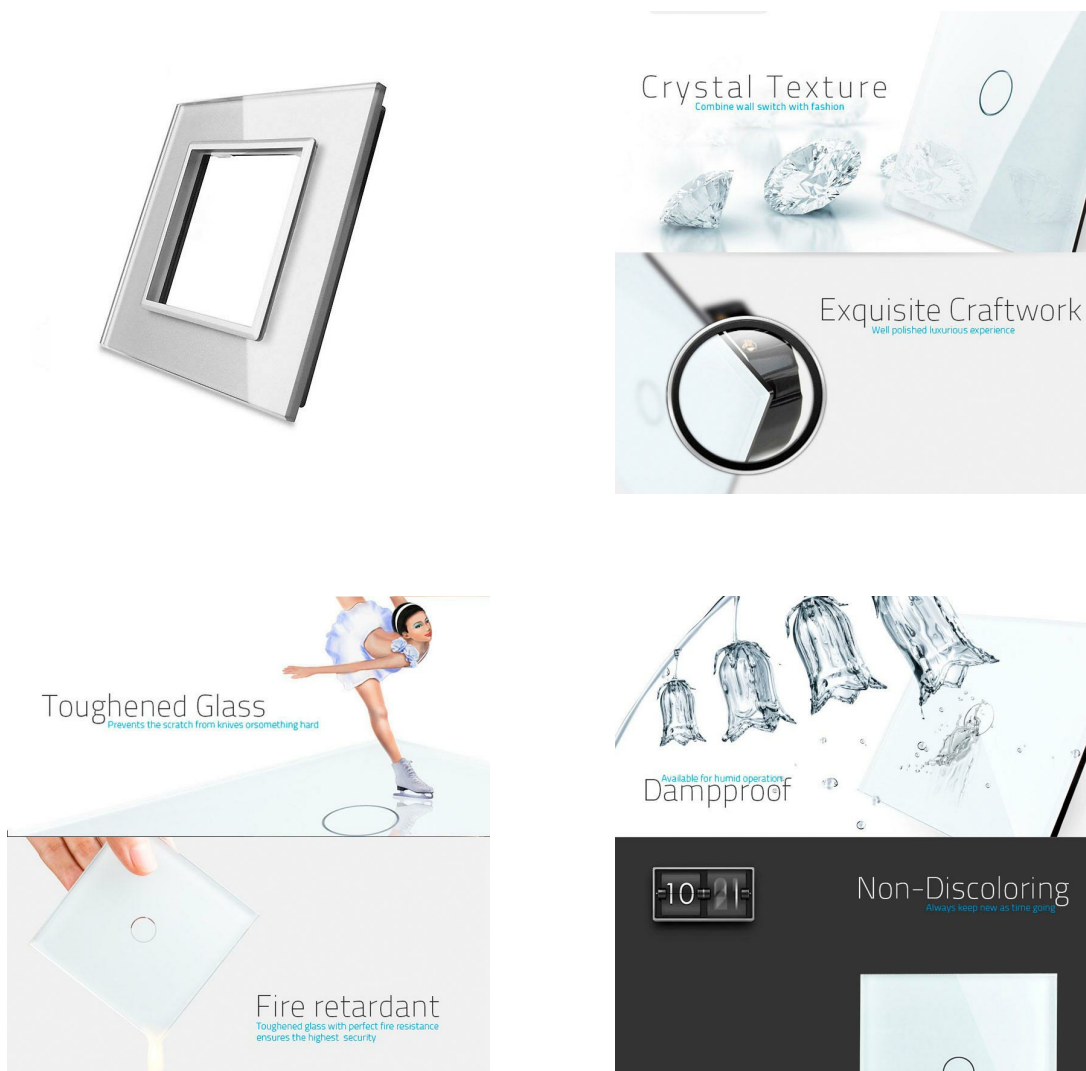 Crystal Texture
Combine wall switch with fashion
Exquisite Craftwork
Well polished luxurious experience
Toughened Glass
Prevents the scratch from knives orsomething hard
Available for humid operation
Dampproof
10 21
Non-Discoloring
Always keep new as time going
Fire retardant
Toughened glass with perfect fire resistance
ensures the highest security